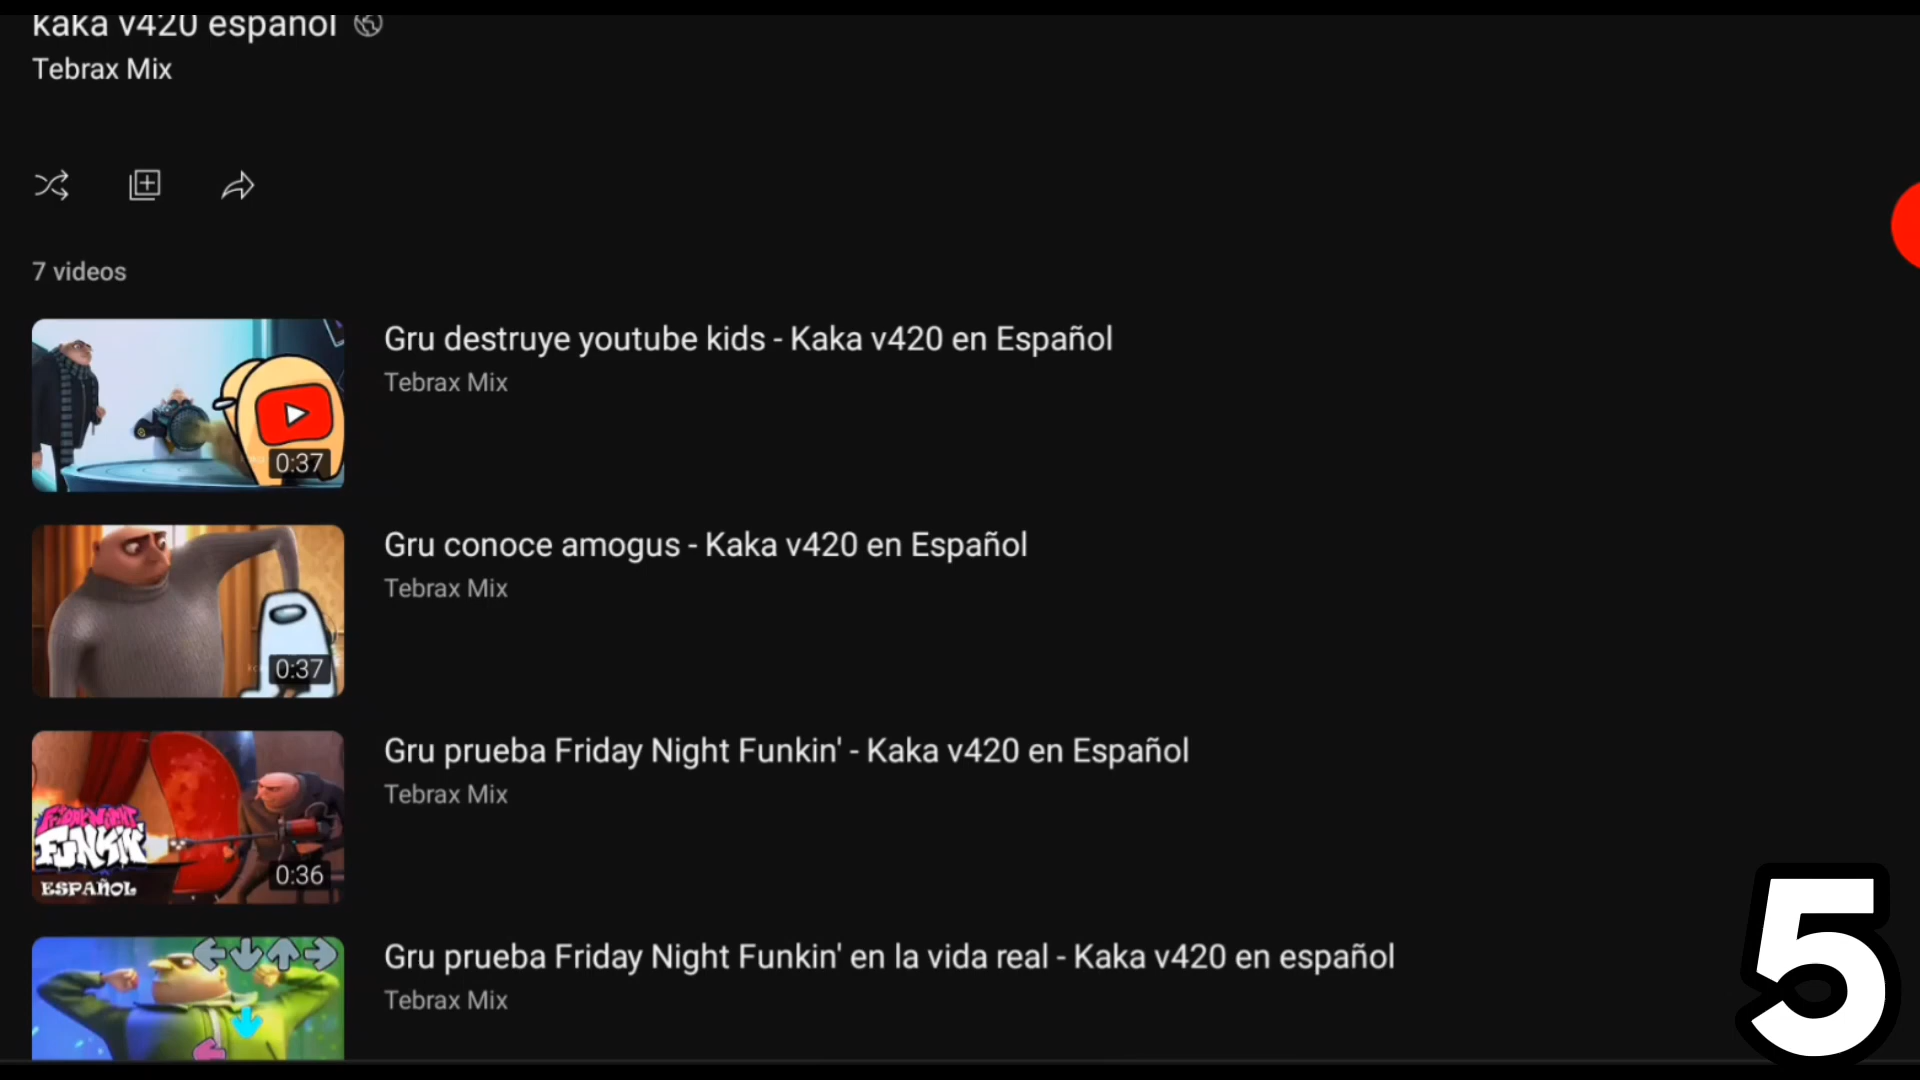 kaka v420 español
Tebrax Mix
7 videos
Gru destruye youtube kids - Kaka v420 en Español
Tebrax Mix
0:37
Gru conoce amogus - Kaka v420 en Español
Tebrax Mix
0:37
Gru prueba Friday Night Funkin' - Kaka v420 en Español
Tebrax Mix
FRIDAY NIGHT
FUNKIN'
ESPAÑOL
0:36
Gru prueba Friday Night Funkin' en la vida real - Kaka v420 en español
Tebrax Mix
5